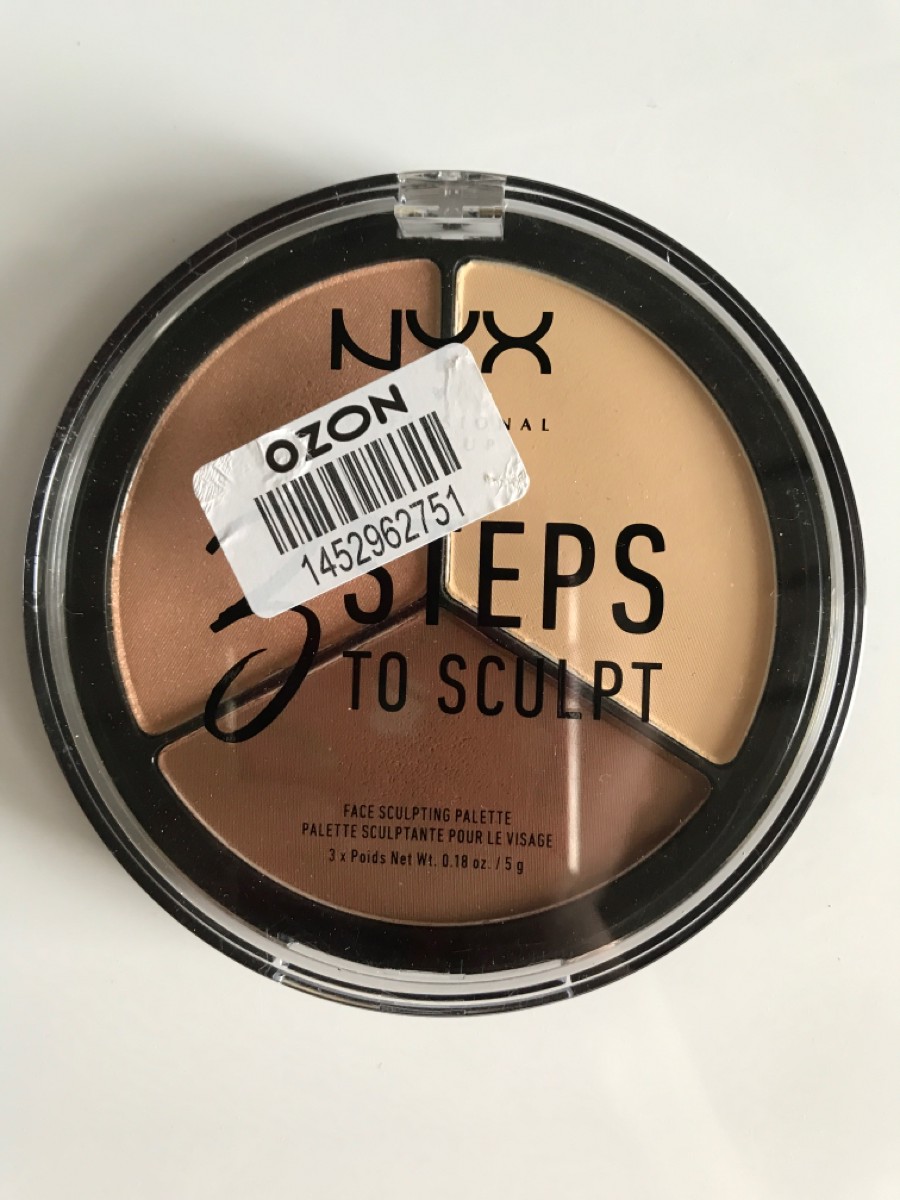 NYX
OZON
1452962751
3 STEPS
TO SCULPT
FACE SCULPTING PALETTE
PALETTE SCULPTANTE POUR LE VISAGE
3 x Poids Net Wt. 0.18 oz. / 5 g